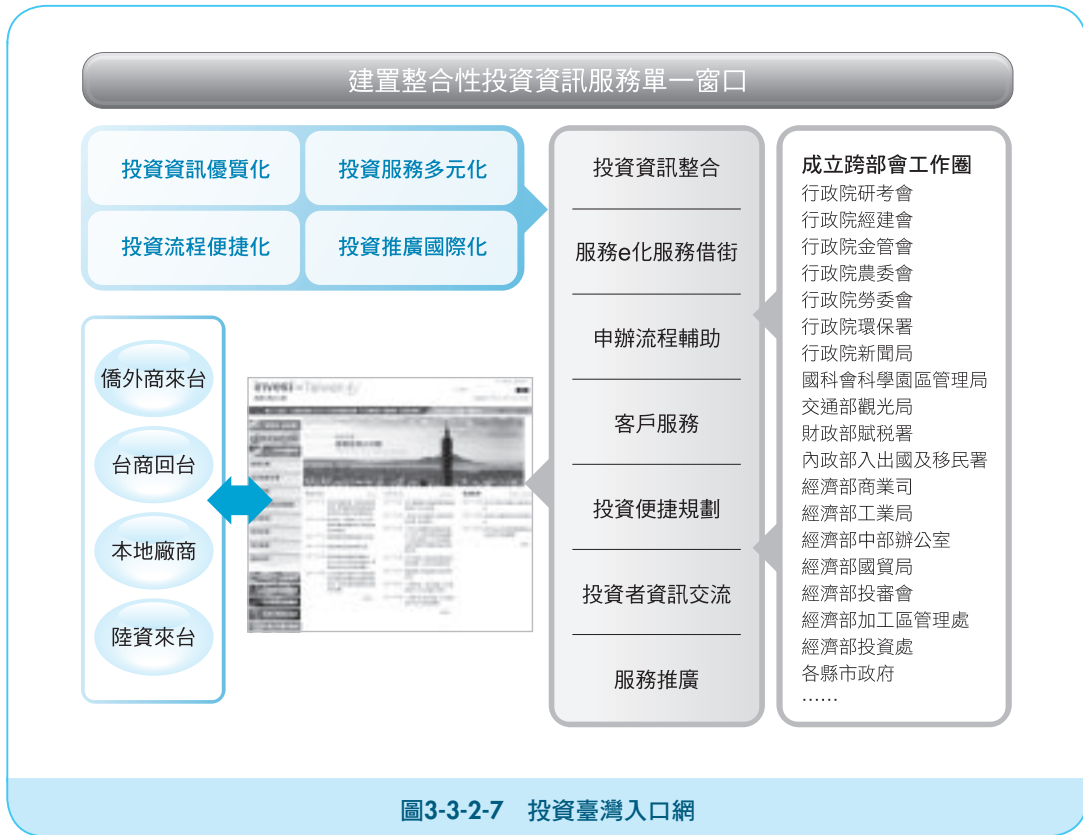 建置整合性投資資訊服務單一窗口
投資資訊優質化
投資服務多元化
投資流程便捷化
投資推廣國際化
僑外商來台
台商回台
本地廠商
陸資來台
投資資訊整合
服務e化服務借街
申辦流程輔助
客戶服務
投資便捷規劃
投資者資訊交流
服務推廣
成立跨部會工作圈
行政院研考會
行政院經建會
行政院金管會
行政院農委會
行政院勞委會
行政院環保署
行政院新聞局
國科會科學園區管理局
交通部觀光局
財政部賦稅署
內政部入出國及移民署
經濟部商業司
經濟部工業局
經濟部中部辦公室
經濟部國貿局
經濟部投審會
經濟部加工區管理處
經濟部投資處
各縣市政府
……
圖3-3-2-7 投資臺灣入口網